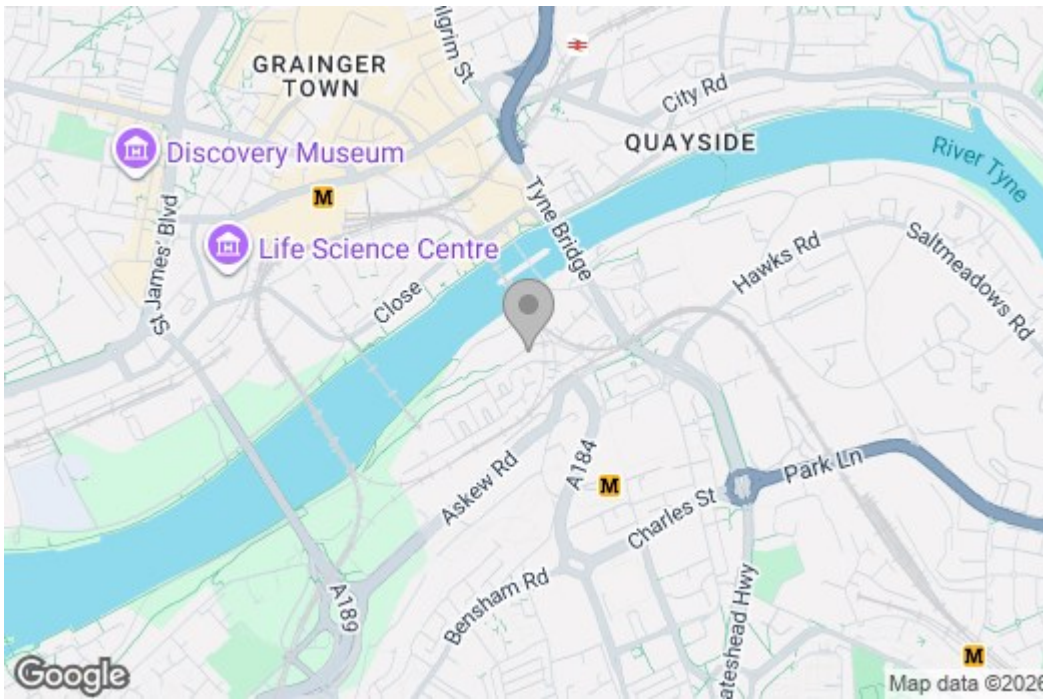 ilgrim St
GRAINGER
TOWN
City Rd
QUAYSIDE
River Tyne
Discovery Museum
M
Tyne Bridge
Life Science Centre
Hawks Rd
Saltmeadows Rd
St James' Blvd
Close
A184
Askew Rd
M
Park Ln
Charles St
Bensham Rd
A189
ateshead Hwy
M
Google
Map data ©2026